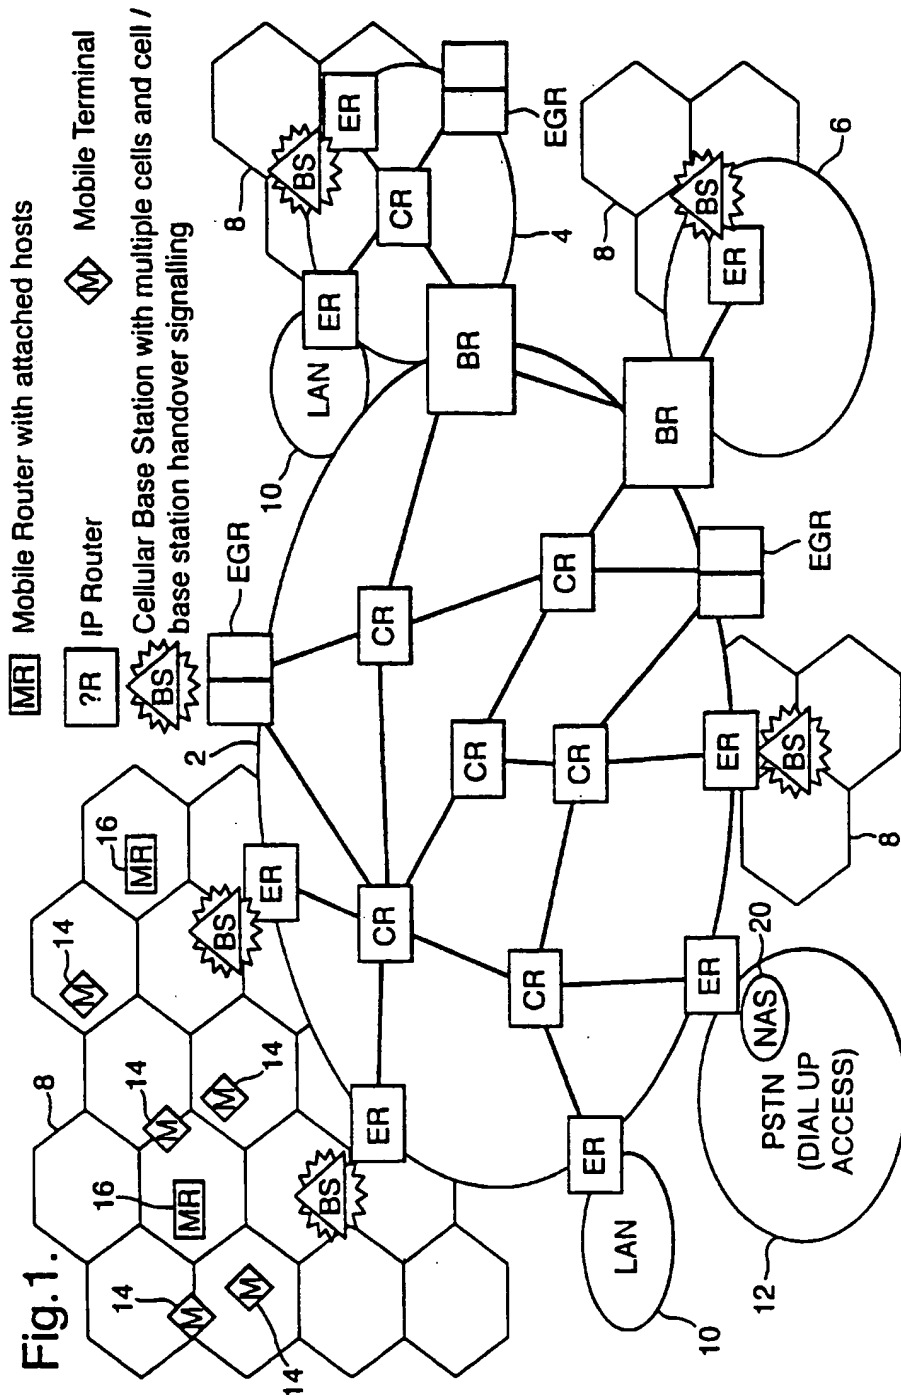 Fig.1.
MR Mobile Router with attached hosts
?R IP Router
M Mobile Terminal
BS Cellular Base Station with multiple cells and cell /
base station handover signalling
8
14
16
MR
M
14
M
14
M
14
M
14
M
16
MR
BS
BS
ER
ER
2
EGR
10
LAN
ER
8
BS
ER
CR
EGR
4
BR
CR
CR
CR
CR
CR
CR
BR
8
BS
ER
6
EGR
ER
LAN
10
ER
20
NAS
PSTN
(DIAL UP
ACCESS)
12
ER
BS
8